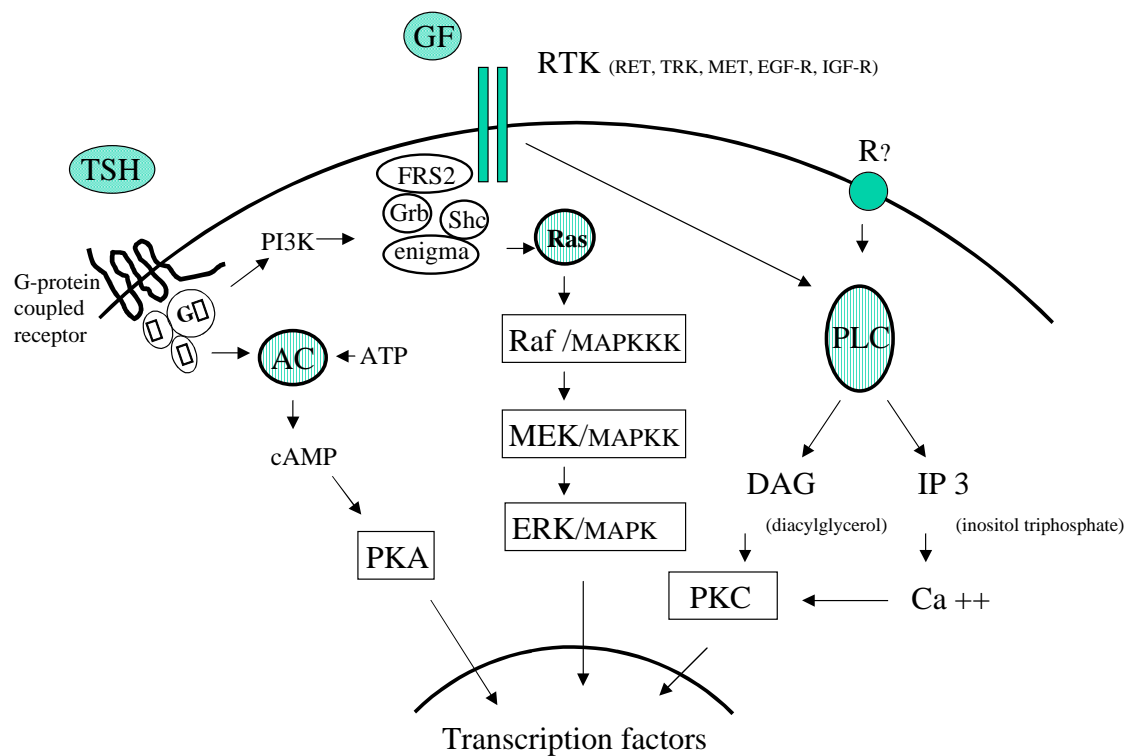 GF
RTK (RET, TRK, MET, EGF-R, IGF-R)
TSH
R?
FRS2
Grb
Shc
enigma
PI3K
Ras
G-protein
coupled
receptor
G
AC
ATP
Raf /MAPKKK
PLC
cAMP
MEK/MAPKK
DAG
(diacylglycerol)
IP 3
(inositol triphosphate)
ERK/MAPK
PKA
PKC
Ca ++
Transcription factors